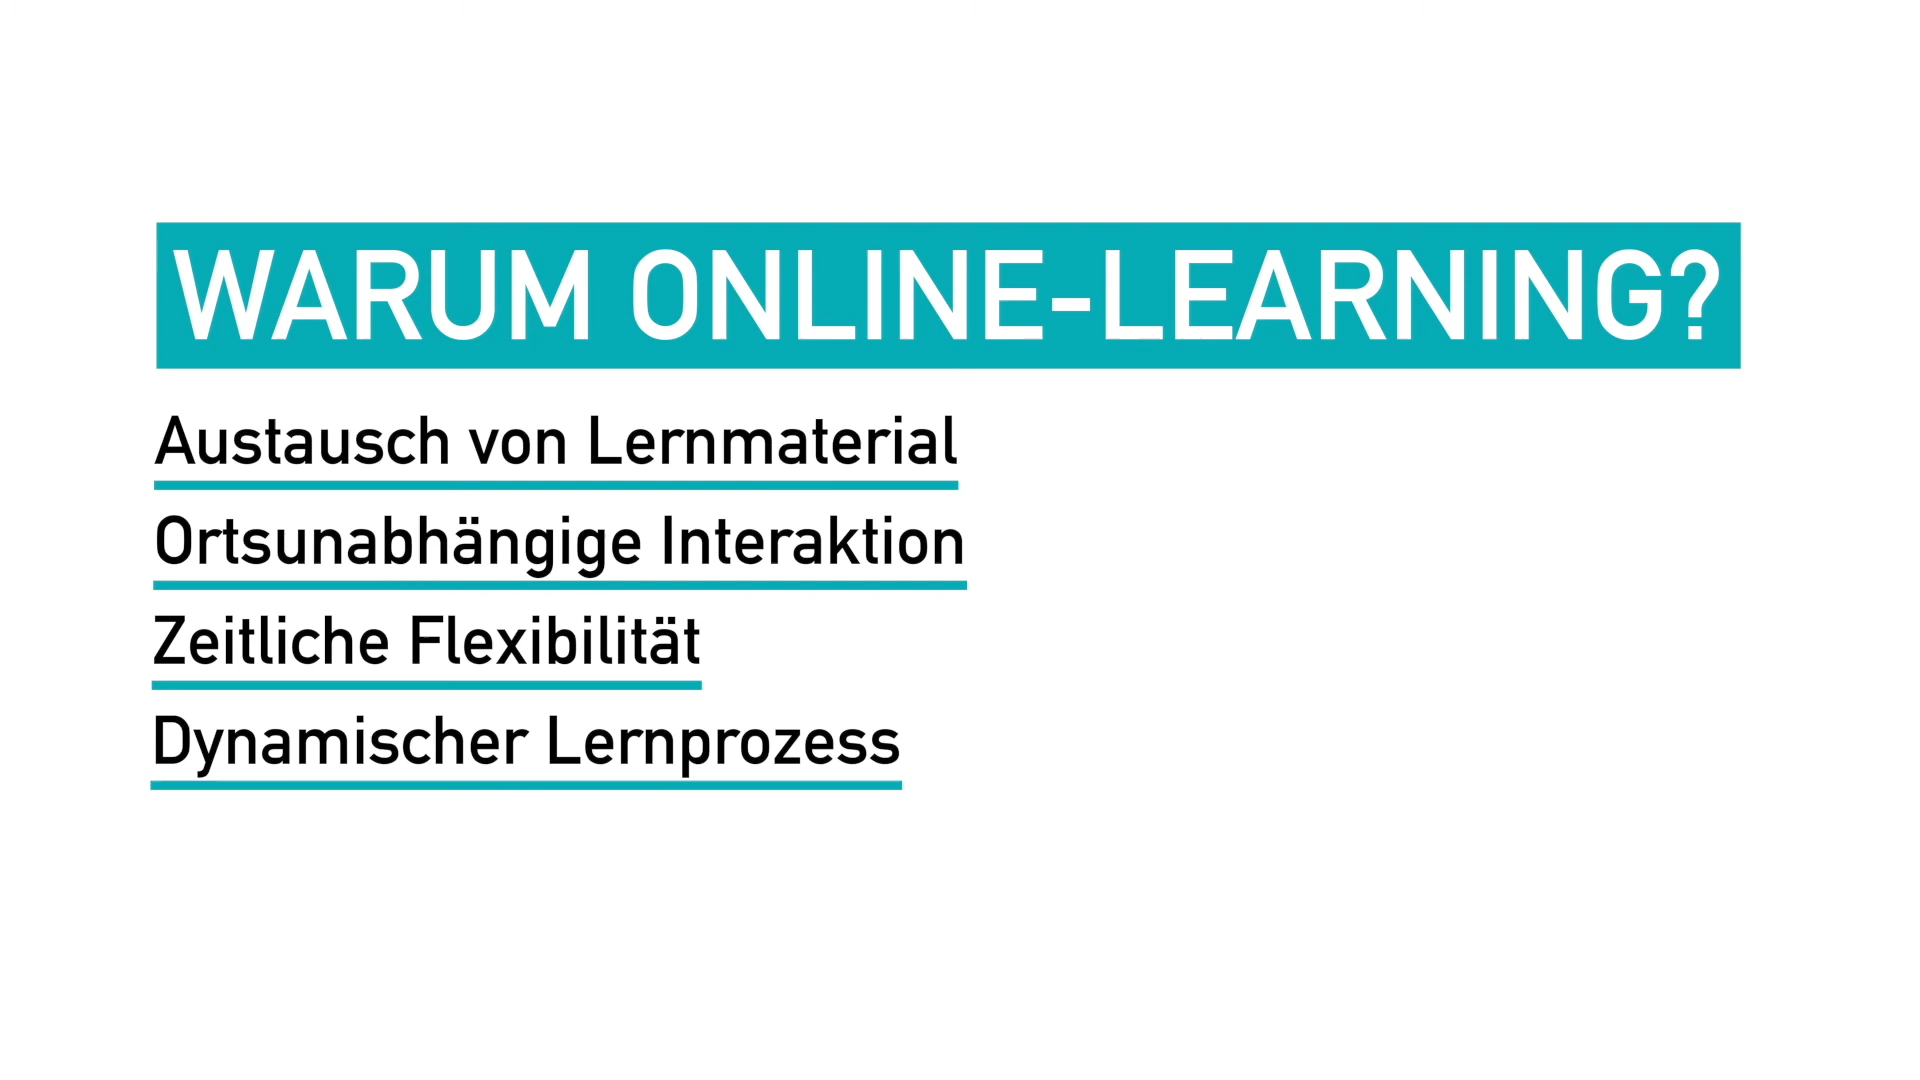 WARUM ONLINE-LEARNING?
Austausch von Lernmaterial
Ortsunabhängige Interaktion
Zeitliche Flexibilität
Dynamischer Lernprozess